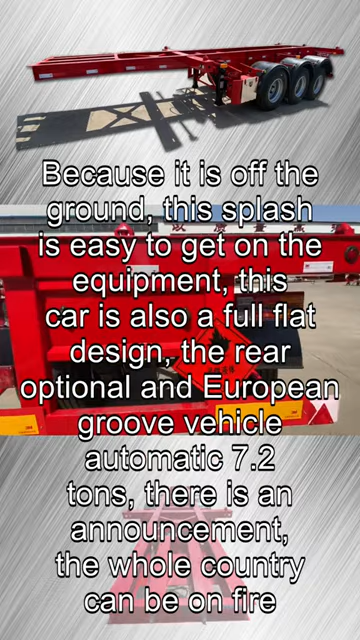 Because it is off the
ground, this splash
is easy to get on the
equipment, this
car is also a full flat
design, the rear
optional and European
groove vehicle
automatic 7.2
tons, there is an
announcement,
the whole country
can be on fire